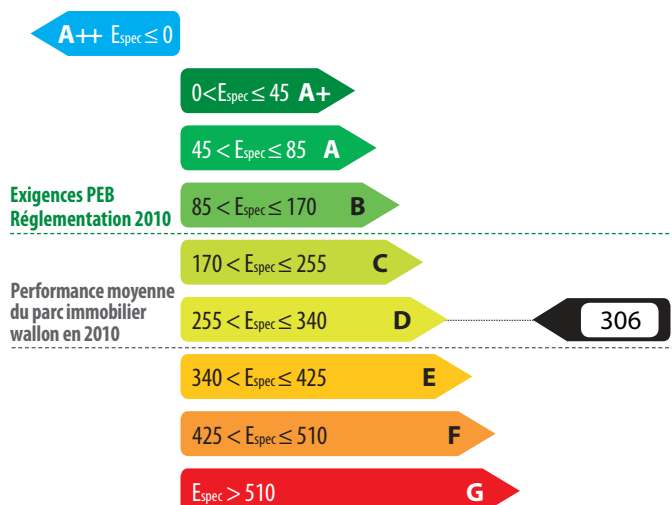 A++ Espec ≤ 0
0<Espec ≤ 45 A+
45 < Espec ≤ 85 A
Exigences PEB
Réglementation 2010
85 < Espec ≤ 170 B
170 < Espec ≤ 255 C
Performance moyenne
du parc immobilier
wallon en 2010
255 < Espec ≤ 340 D
306
340 < Espec ≤ 425 E
425 < Espec ≤ 510 F
Espec > 510 G